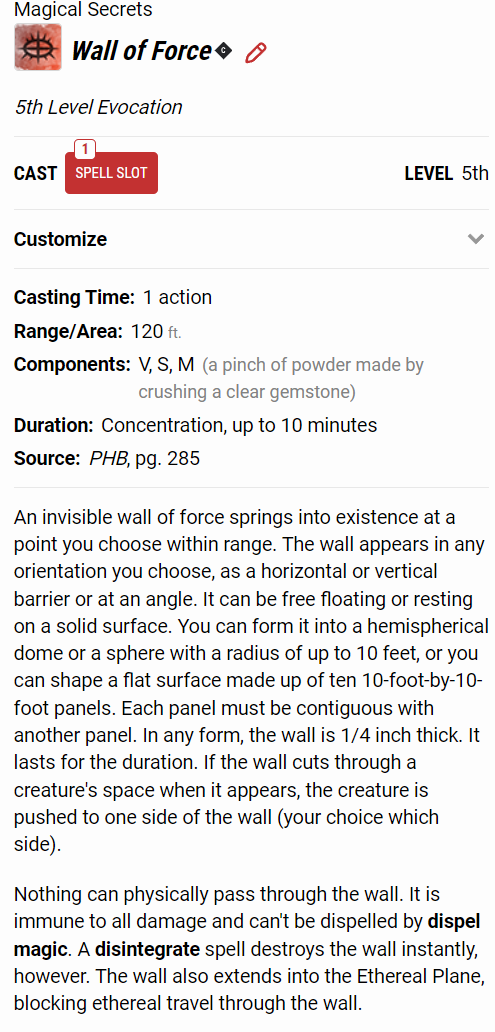 Magical Secrets
Wall of Force C
5th Level Evocation
1
CAST SPELL SLOT LEVEL 5th
Customize
Casting Time: 1 action
Range/Area: 120 ft.
Components: V, S, M (a pinch of powder made by
crushing a clear gemstone)
Duration: Concentration, up to 10 minutes
Source: PHB, pg. 285
An invisible wall of force springs into existence at a
point you choose within range. The wall appears in any
orientation you choose, as a horizontal or vertical
barrier or at an angle. It can be free floating or resting
on a solid surface. You can form it into a hemispherical
dome or a sphere with a radius of up to 10 feet, or you
can shape a flat surface made up of ten 10-foot-by-10-
foot panels. Each panel must be contiguous with
another panel. In any form, the wall is 1/4 inch thick. It
lasts for the duration. If the wall cuts through a
creature's space when it appears, the creature is
pushed to one side of the wall (your choice which
side).
Nothing can physically pass through the wall. It is
immune to all damage and can't be dispelled by dispel
magic. A disintegrate spell destroys the wall instantly,
however. The wall also extends into the Ethereal Plane,
blocking ethereal travel through the wall.